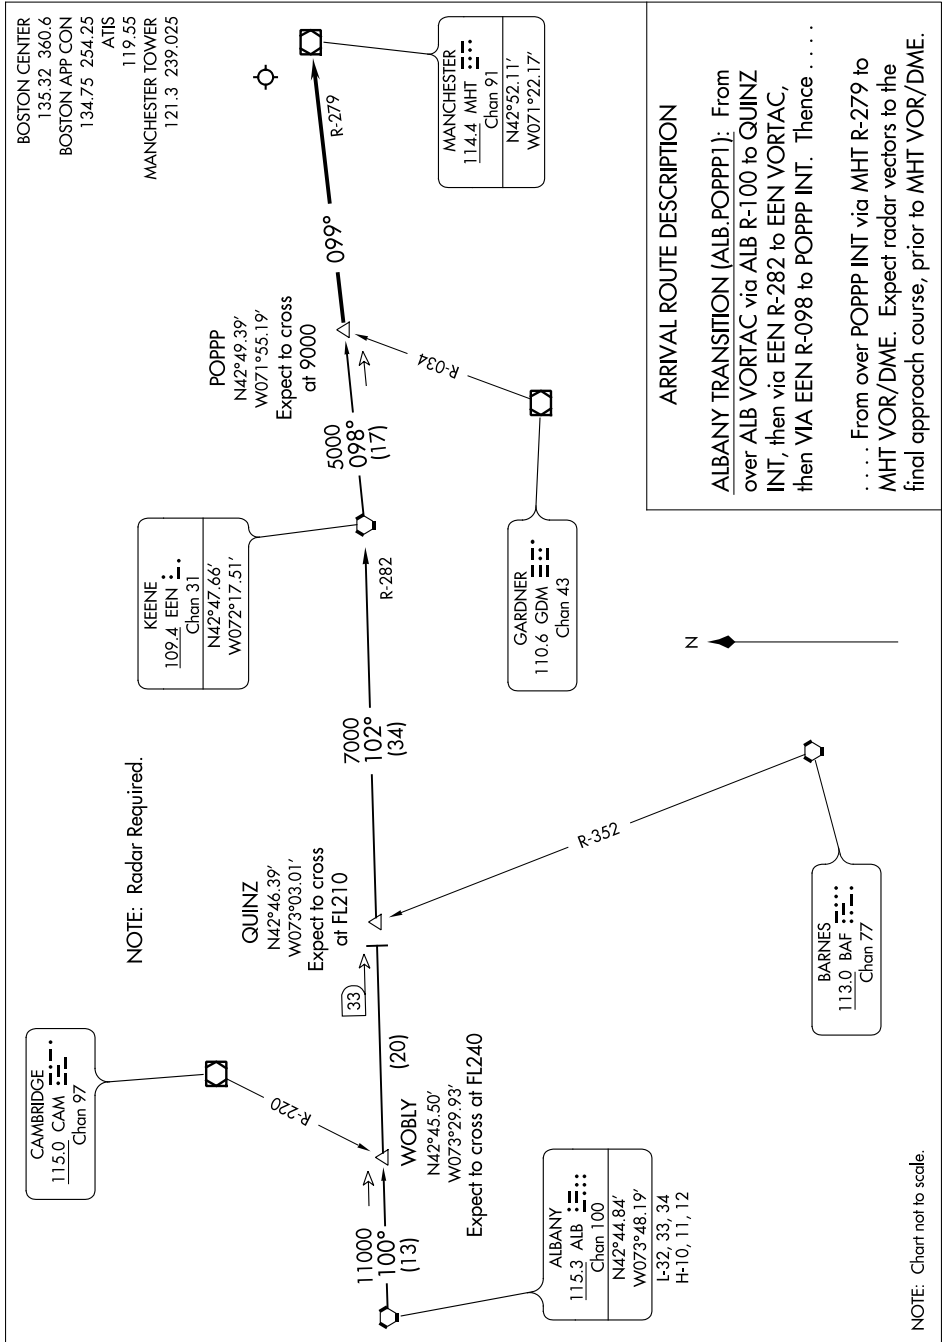 BOSTON CENTER
135.32 360.6
BOSTON APP CON
134.75 254.25
ATIS
119.55
MANCHESTER TOWER
121.3 239.025
MANCHESTER
114.4 MHT
Chan 91
N42°52.11′
W071°22.17′
R-279
099°
POPPP
N42°49.39′
W071°55.19′
Expect to cross
at 9000
R-034
5000
098°
(17)
KEENE
109.4 EEN
Chan 31
N42°47.66′
W072°17.51′
GARDNER
110.6 GDM
Chan 43
R-282
N
7000
102°
(34)
NOTE: Radar Required.
QUINZ
N42°46.39′
W073°03.01′
Expect to cross
at FL210
R-352
BARNES
113.0 BAF
Chan 77
33
(20)
CAMBRIDGE
115.0 CAM
Chan 97
R-220
WOBLY
N42°45.50′
W073°29.93′
Expect to cross at FL240
11000
100°
(13)
ALBANY
115.3 ALB
Chan 100
N42°44.84′
W073°48.19′
L-32, 33, 34
H-10, 11, 12
NOTE: Chart not to scale.
ARRIVAL ROUTE DESCRIPTION
ALBANY TRANSITION (ALB.POPPP1): From
over ALB VORTAC via ALB R-100 to QUINZ
INT, then via EEN R-282 to EEN VORTAC,
then VIA EEN R-098 to POPPP INT. Thence . . . .
. . . . From over POPPP INT via MHT R-279 to
MHT VOR/DME. Expect radar vectors to the
final approach course, prior to MHT VOR/DME.